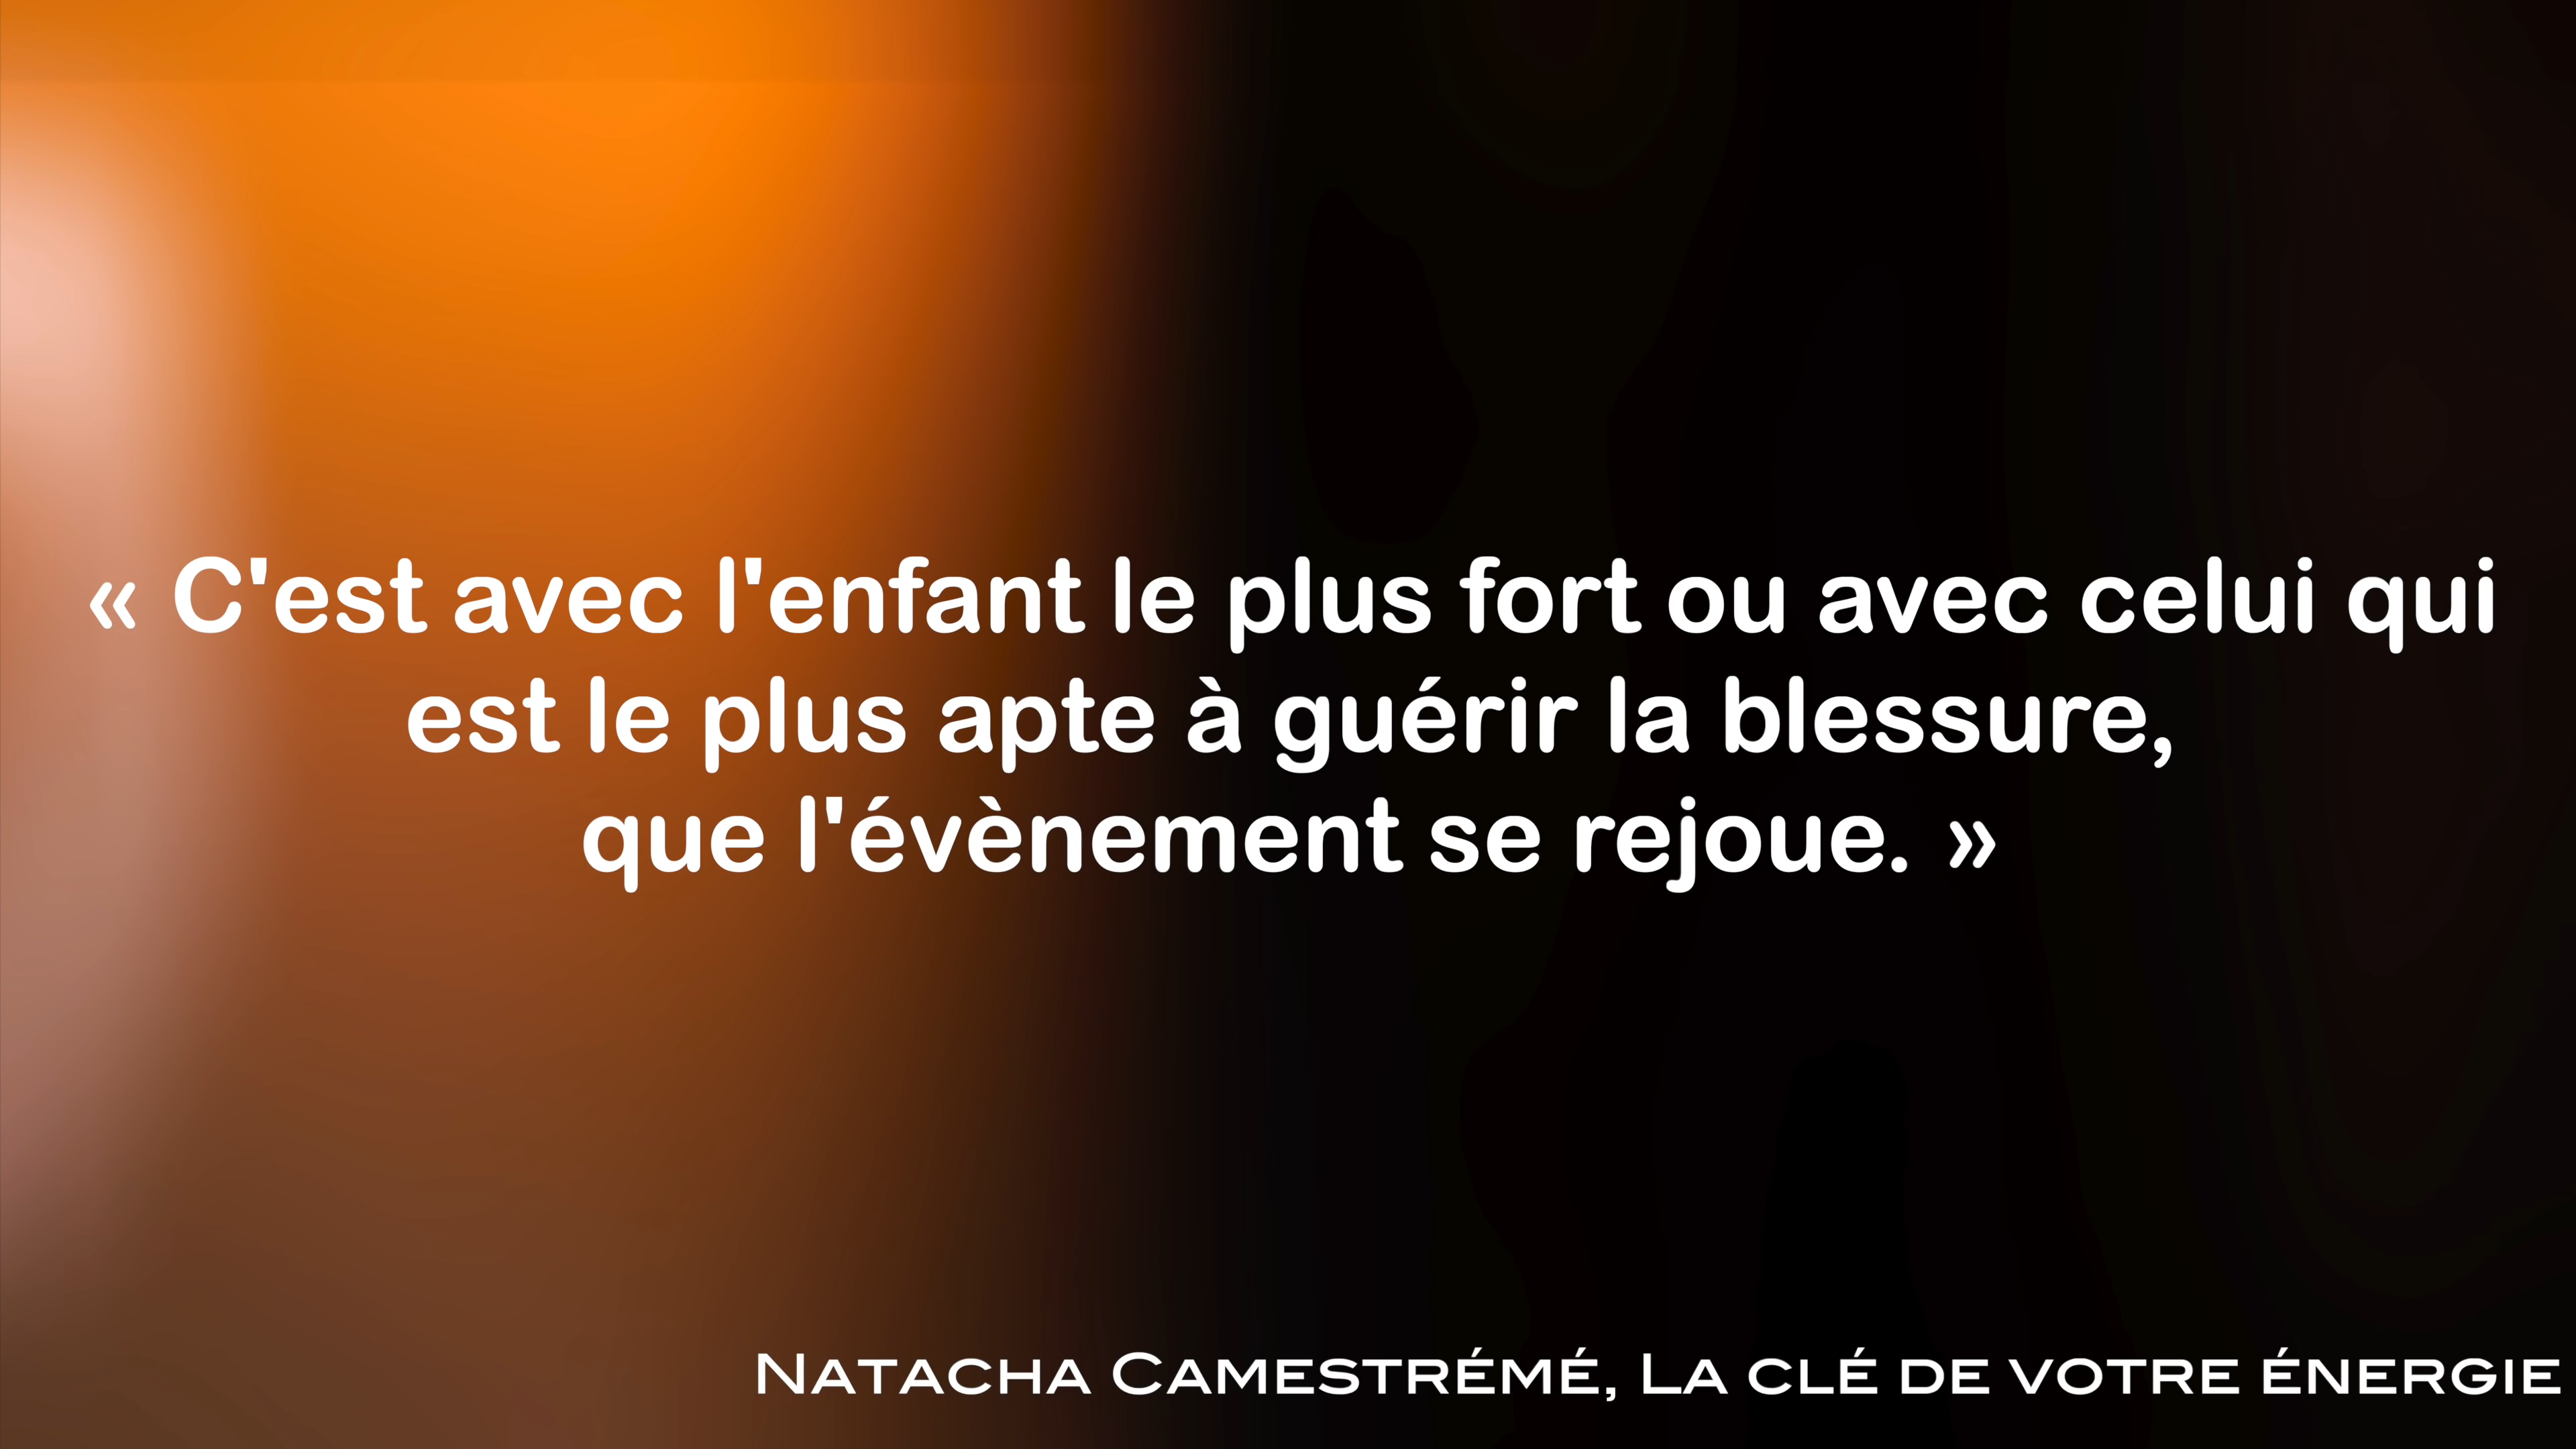 « C'est avec l'enfant le plus fort ou avec celui qui
est le plus apte à guérir la blessure,
que l'évènement se rejoue. »
Natacha Camestrémé, La clé de votre énergie